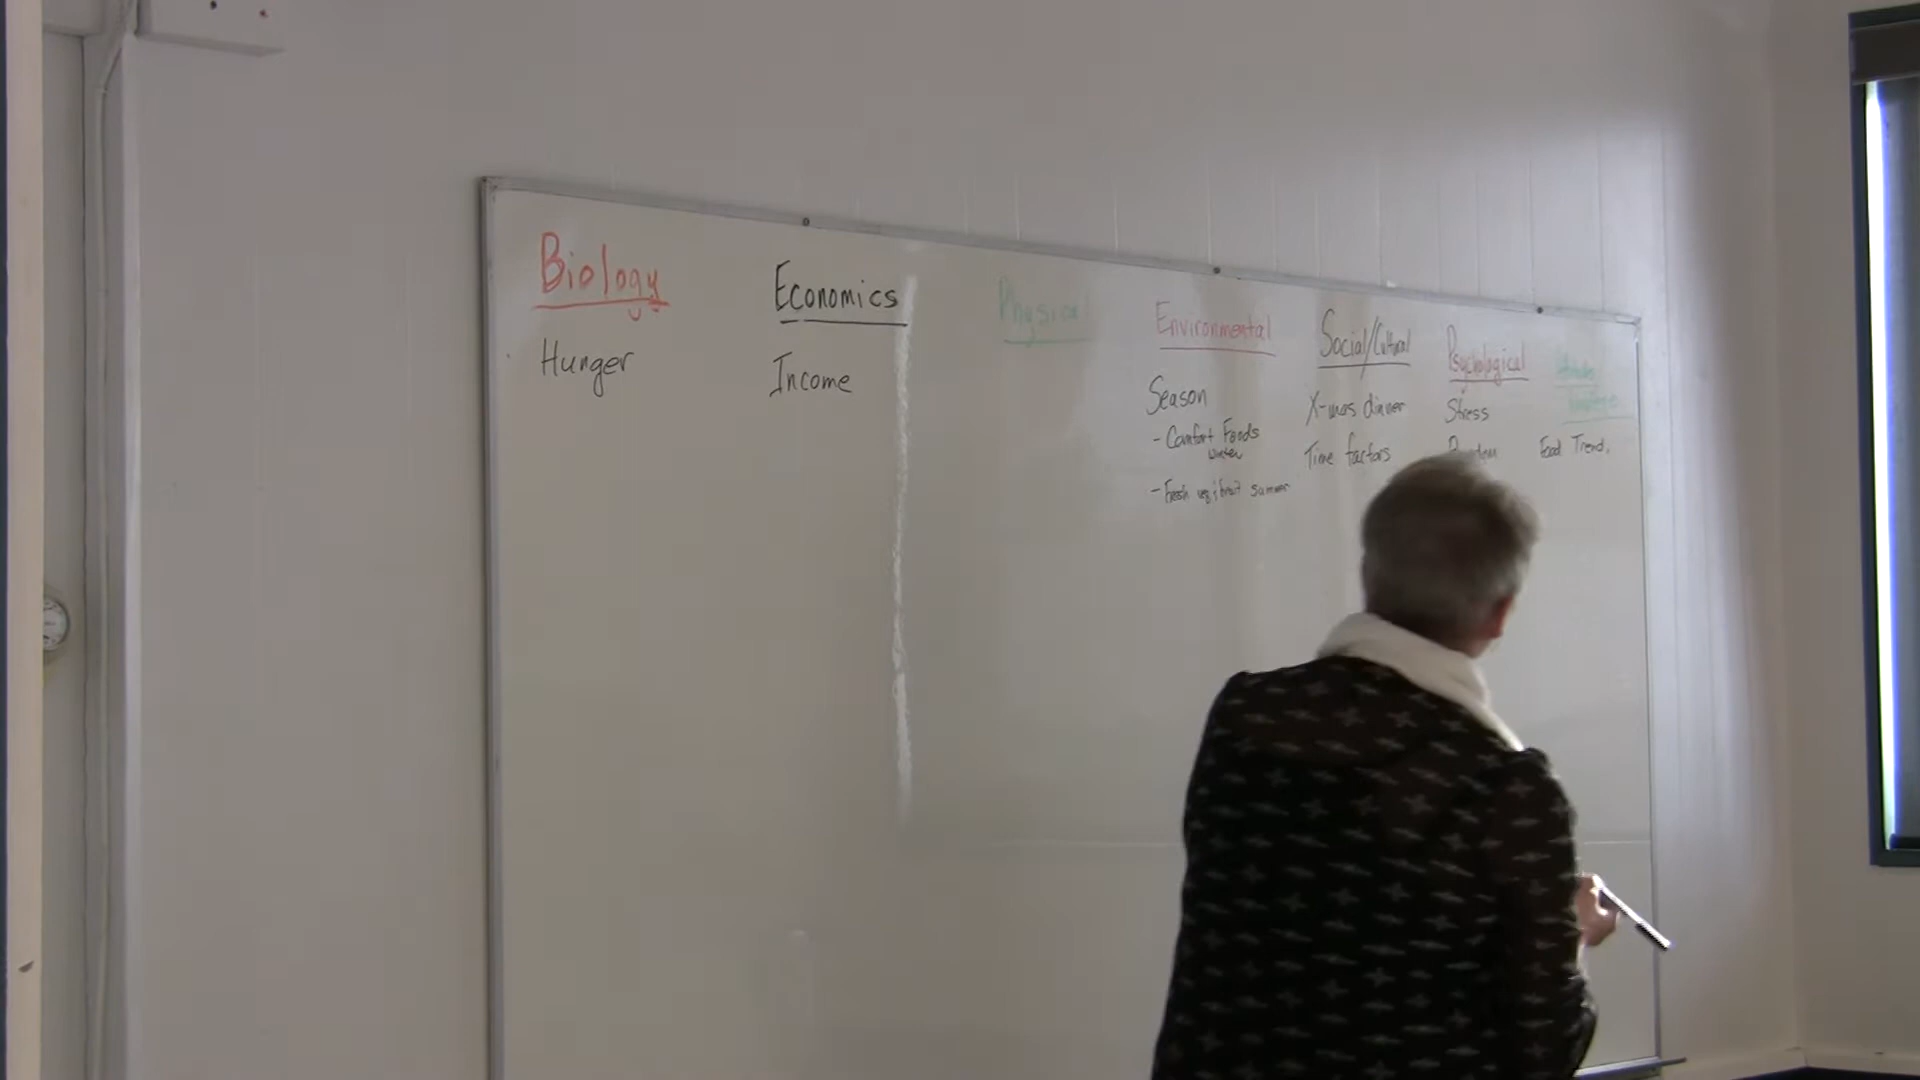 Biology
Hunger
Economics
Income
Physical
Environmental
Season
- Comfort Foods
winter
- Fresh veg & fruit summer
Social/Cultural
X-mas dinner
Time factors
Psychological
Stress
Food Trend,